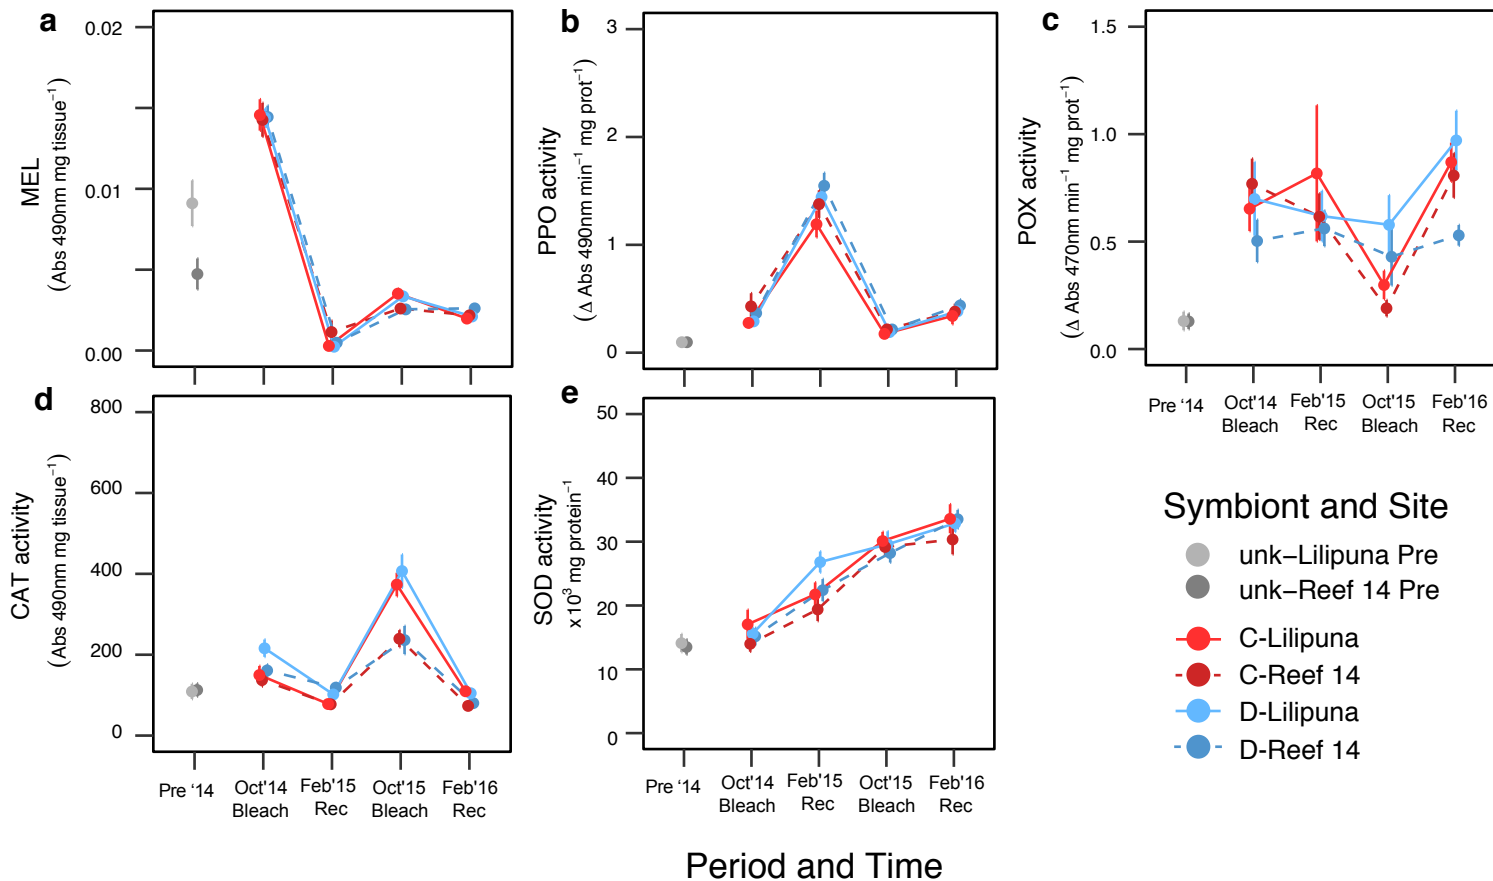 a
0.02
0.01
0.00
MEL
(Abs 490nm mg tissue⁻¹)
b
3
2
1
0
PPO activity
(Δ Abs 490nm min⁻¹ mg prot⁻¹)
c
1.5
1.0
0.5
0.0
POX activity
(Δ Abs 470nm min⁻¹ mg prot⁻¹)
Pre ‘14
Oct'14
Bleach
Feb'15
Rec
Oct'15
Bleach
Feb'16
Rec
d
800
600
400
200
0
CAT activity
(Abs 490nm mg tissue⁻¹)
Pre ‘14
Oct'14
Bleach
Feb'15
Rec
Oct'15
Bleach
Feb'16
Rec
e
50
40
30
20
10
0
SOD activity
x 10³ mg protein⁻¹
Pre ‘14
Oct'14
Bleach
Feb'15
Rec
Oct'15
Bleach
Feb'16
Rec
Symbiont and Site
unk−Lilipuna Pre
unk−Reef 14 Pre
C-Lilipuna
C-Reef 14
D-Lilipuna
D-Reef 14
Period and Time